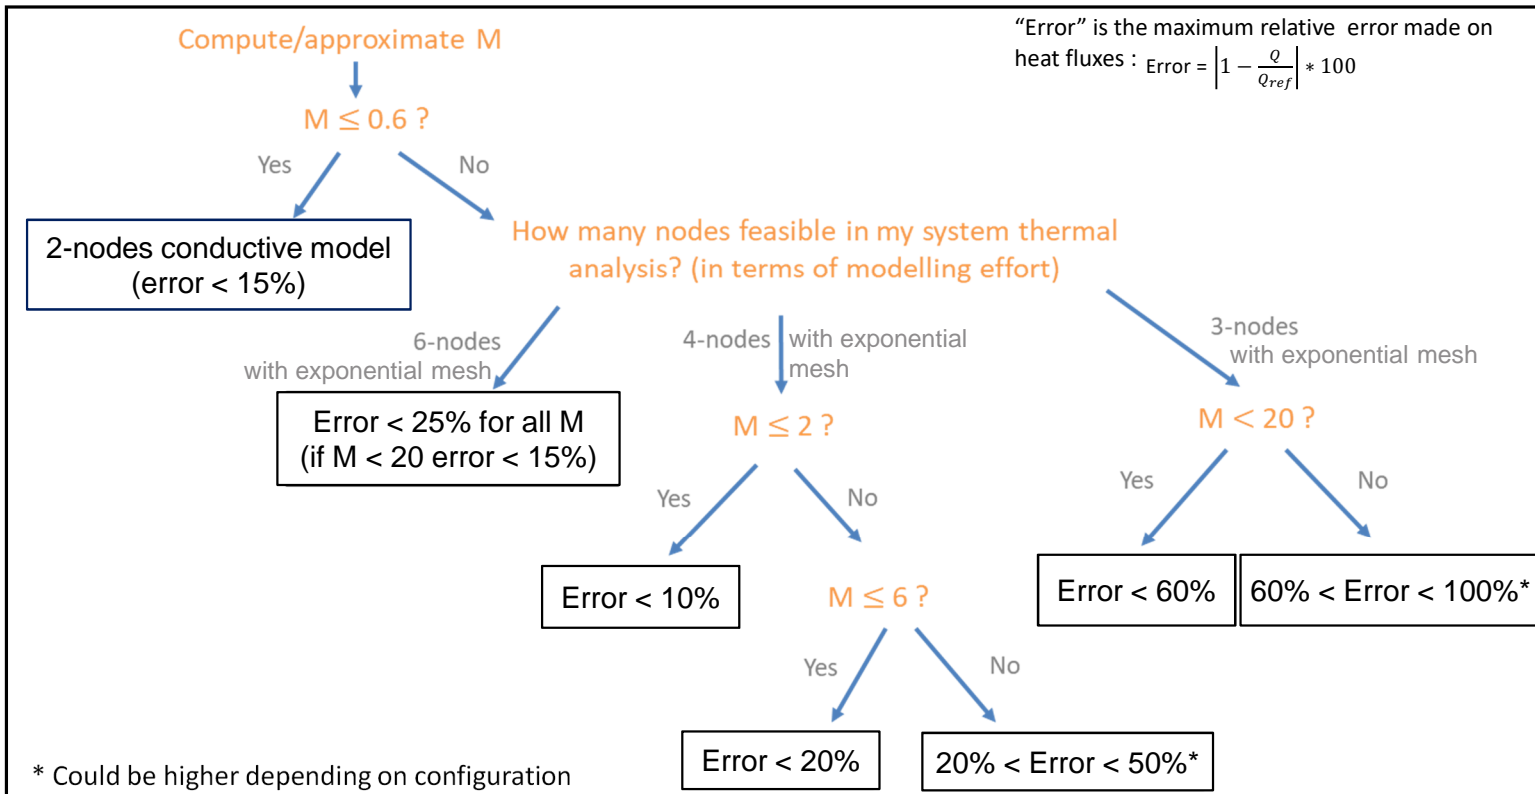 Compute/approximate M
“Error” is the maximum relative error made on
heat fluxes : Error = |1 − Q/Q_ref| * 100
M ≤ 0.6 ?
Yes
No
2-nodes conductive model
(error < 15%)
How many nodes feasible in my system thermal
analysis? (in terms of modelling effort)
6-nodes
with exponential mesh
4-nodes
with exponential
mesh
3-nodes
with exponential mesh
Error < 25% for all M
(if M < 20 error < 15%)
M ≤ 2 ?
M < 20 ?
Yes
No
Yes
No
Error < 10%
M ≤ 6 ?
Error < 60%
60% < Error < 100%*
Yes
No
Error < 20%
20% < Error < 50%*
* Could be higher depending on configuration